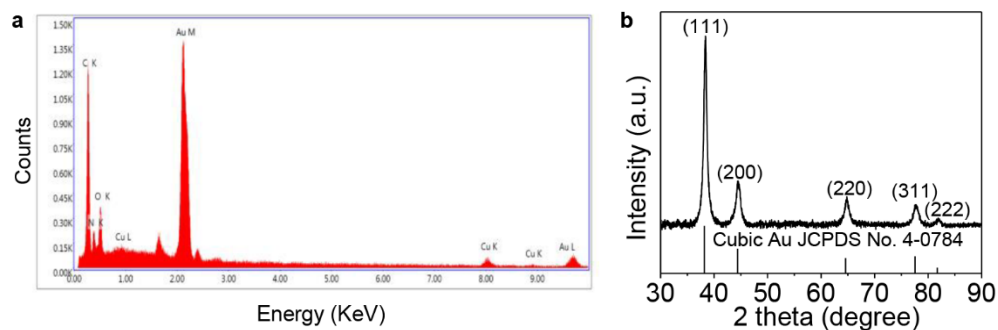 a
1.50K
1.35K
1.20K
1.05K
0.90K
0.75K
0.60K
0.45K
0.30K
0.15K
0.00K
C K
N K
O K
Cu L
Au M
Cu K
Cu K
Au L
0.00 1.00 2.00 3.00 4.00 5.00 6.00 7.00 8.00 9.00
Counts
Energy (KeV)
b
(111)
(200)
(220)
(311)
(222)
Cubic Au JCPDS No. 4-0784
30 40 50 60 70 80 90
Intensity (a.u.)
2 theta (degree)